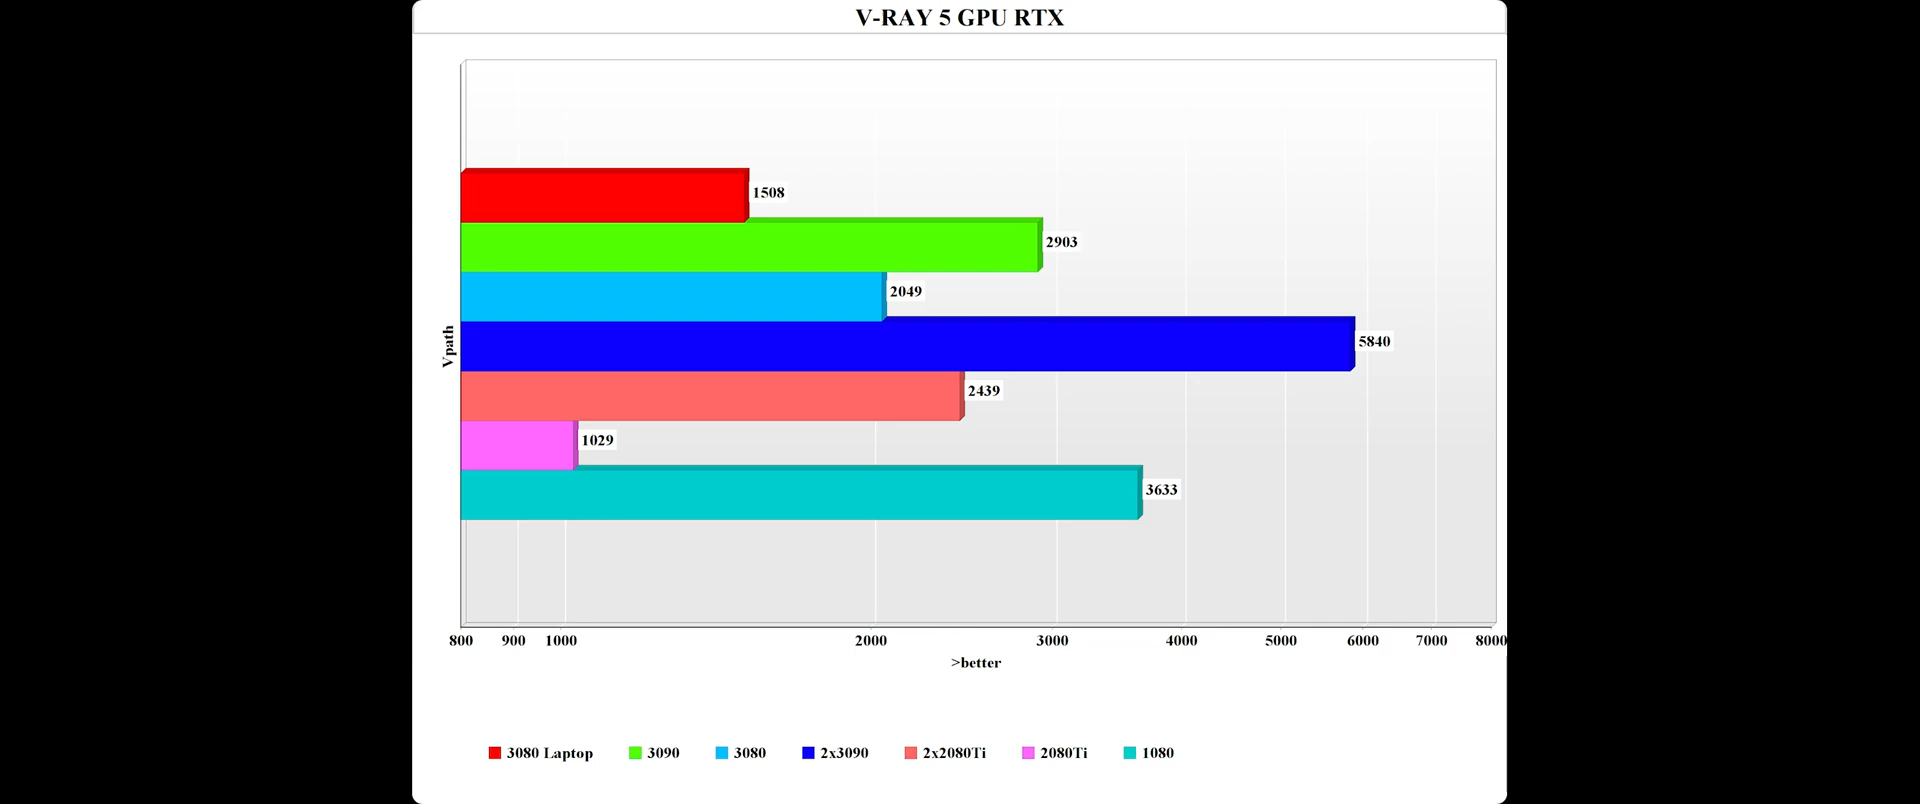 V-RAY 5 GPU RTX
1508
2903
2049
5840
2439
1029
3633
Vpath
800 900 1000 2000 3000 4000 5000 6000 7000 8000
>better
3080 Laptop 3090 3080 2x3090 2x2080Ti 2080Ti 1080